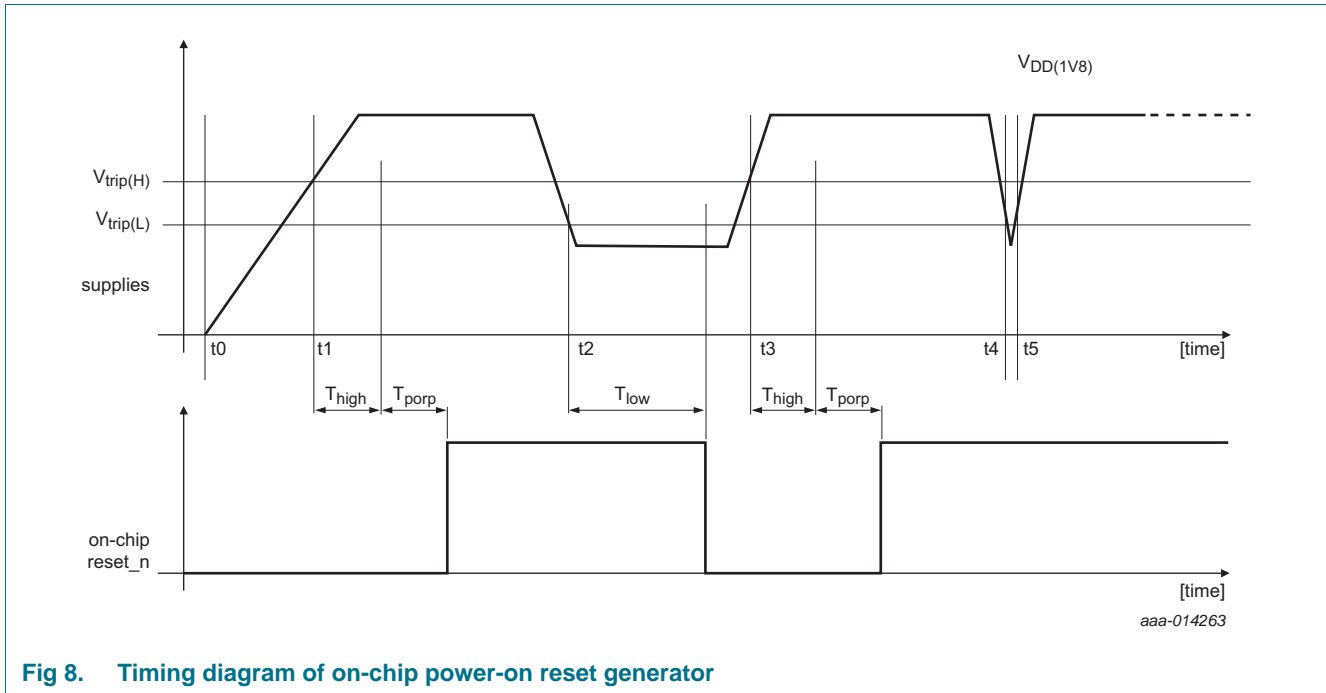 VDD(1V8)
Vtrip(H)
Vtrip(L)
supplies
t0 t1 t2 t3 t4 t5 [time]
Thigh Tporp Tlow Thigh Tporp
on-chip
reset_n
[time]
aaa-014263
Fig 8. Timing diagram of on-chip power-on reset generator